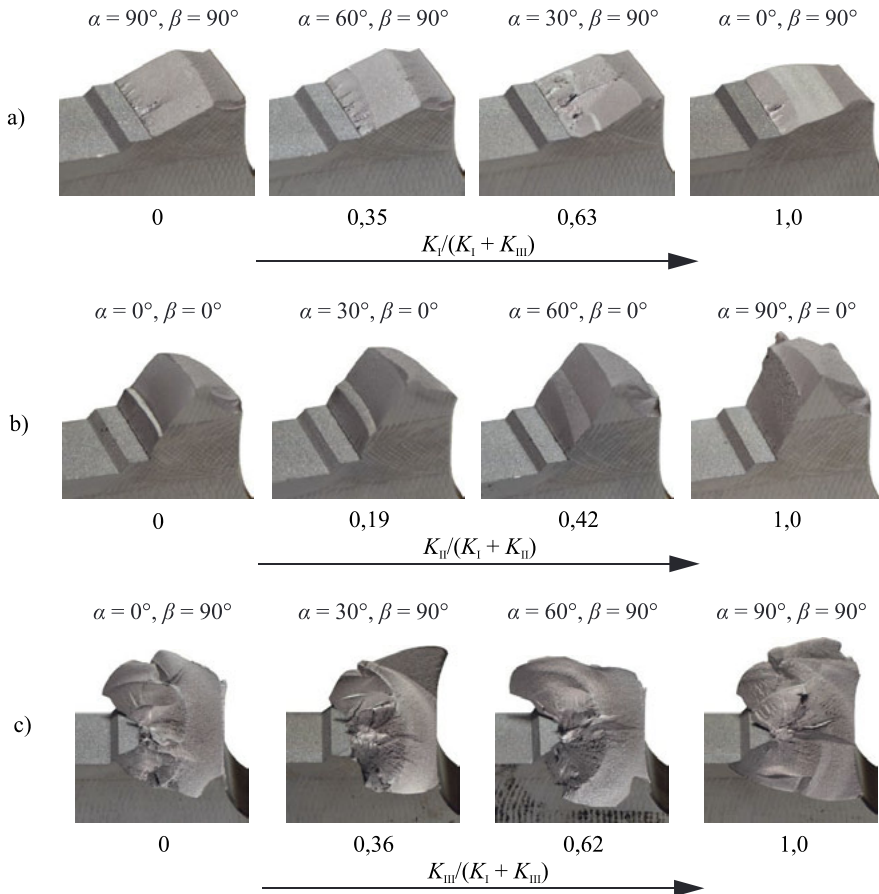 α = 90°, β = 90° α = 60°, β = 90° α = 30°, β = 90° α = 0°, β = 90°
a)
0 0,35 0,63 1,0
K_I/(K_I + K_III)
α = 0°, β = 0° α = 30°, β = 0° α = 60°, β = 0° α = 90°, β = 0°
b)
0 0,19 0,42 1,0
K_II/(K_I + K_II)
α = 0°, β = 90° α = 30°, β = 90° α = 60°, β = 90° α = 90°, β = 90°
c)
0 0,36 0,62 1,0
K_III/(K_I + K_III)